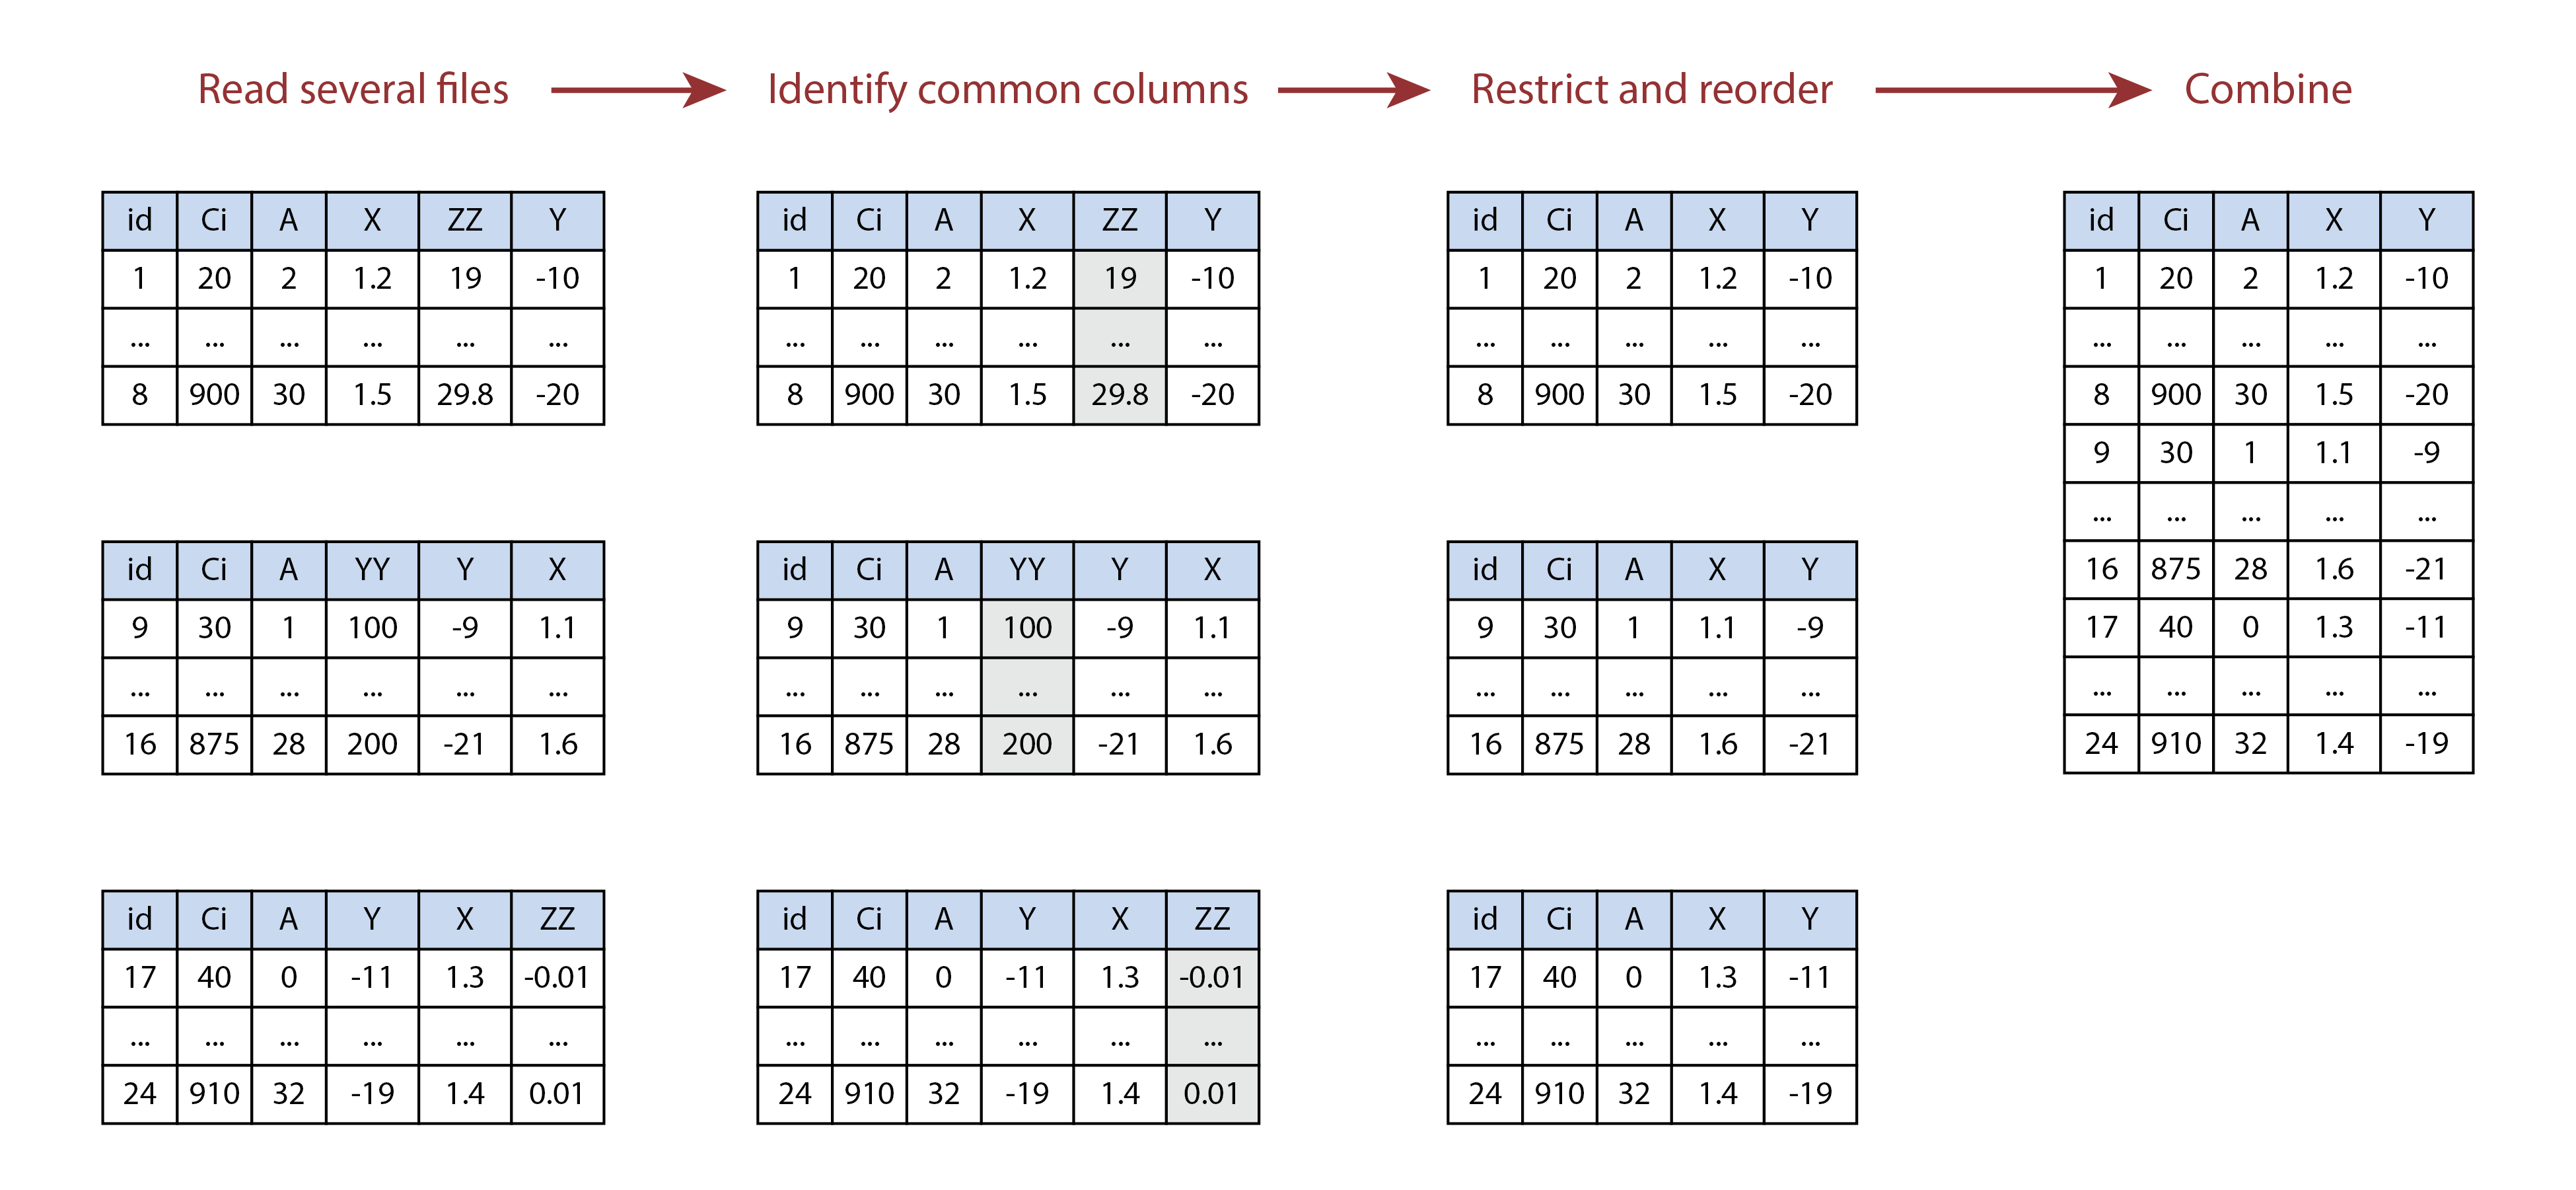 Read several files Identify common columns Restrict and reorder Combine
id Ci A X ZZ Y
1 20 2 1.2 19 -10
... ... ... ... ... ...
8 900 30 1.5 29.8 -20
id Ci A YY Y X
9 30 1 100 -9 1.1
... ... ... ... ... ...
16 875 28 200 -21 1.6
id Ci A Y X ZZ
17 40 0 -11 1.3 -0.01
... ... ... ... ... ...
24 910 32 -19 1.4 0.01
id Ci A X ZZ Y
1 20 2 1.2 19 -10
... ... ... ... ... ...
8 900 30 1.5 29.8 -20
id Ci A YY Y X
9 30 1 100 -9 1.1
... ... ... ... ... ...
16 875 28 200 -21 1.6
id Ci A Y X ZZ
17 40 0 -11 1.3 -0.01
... ... ... ... ... ...
24 910 32 -19 1.4 0.01
id Ci A X Y
1 20 2 1.2 -10
... ... ... ... ...
8 900 30 1.5 -20
id Ci A X Y
9 30 1 1.1 -9
... ... ... ... ...
16 875 28 1.6 -21
id Ci A X Y
17 40 0 1.3 -11
... ... ... ... ...
24 910 32 1.4 -19
id Ci A X Y
1 20 2 1.2 -10
... ... ... ... ...
8 900 30 1.5 -20
9 30 1 1.1 -9
... ... ... ... ...
16 875 28 1.6 -21
17 40 0 1.3 -11
... ... ... ... ...
24 910 32 1.4 -19